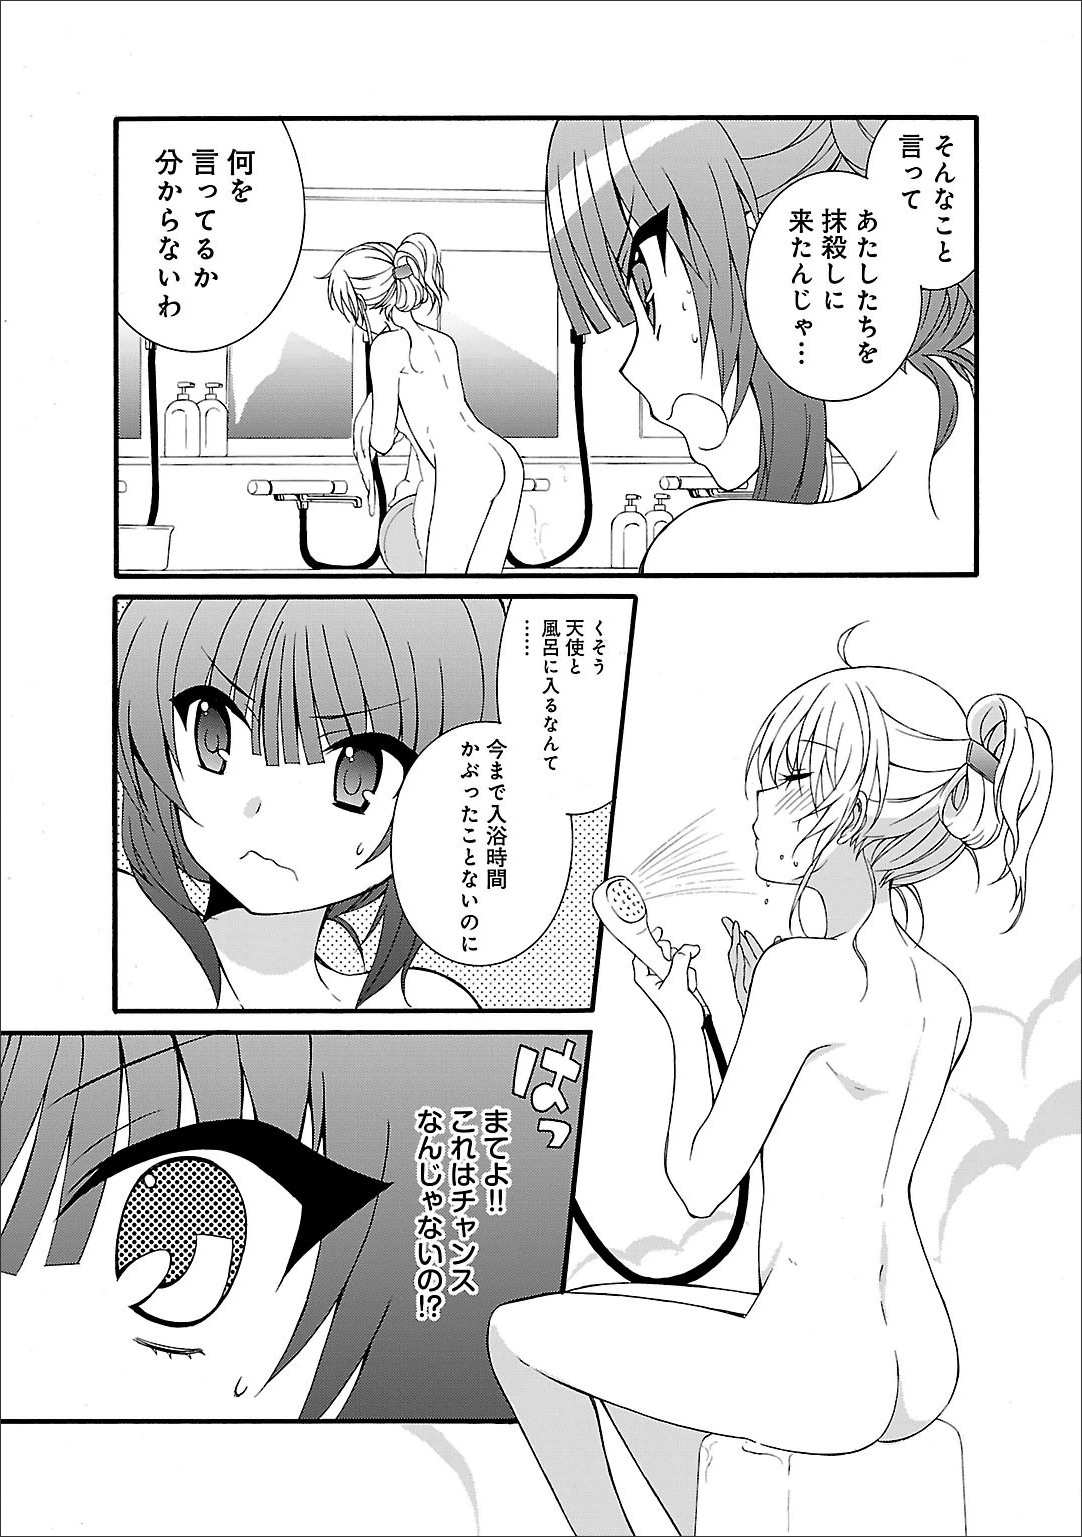 そんなこと
言って
あたしたちを
抹殺しに
来たんじゃ…
何を
言ってるか
分からないわ
くそう
天使と
風呂に入るなんて
……
今まで入浴時間
かぶったことないのに
はっ
まてよ!!
これはチャンス
なんじゃないの!?